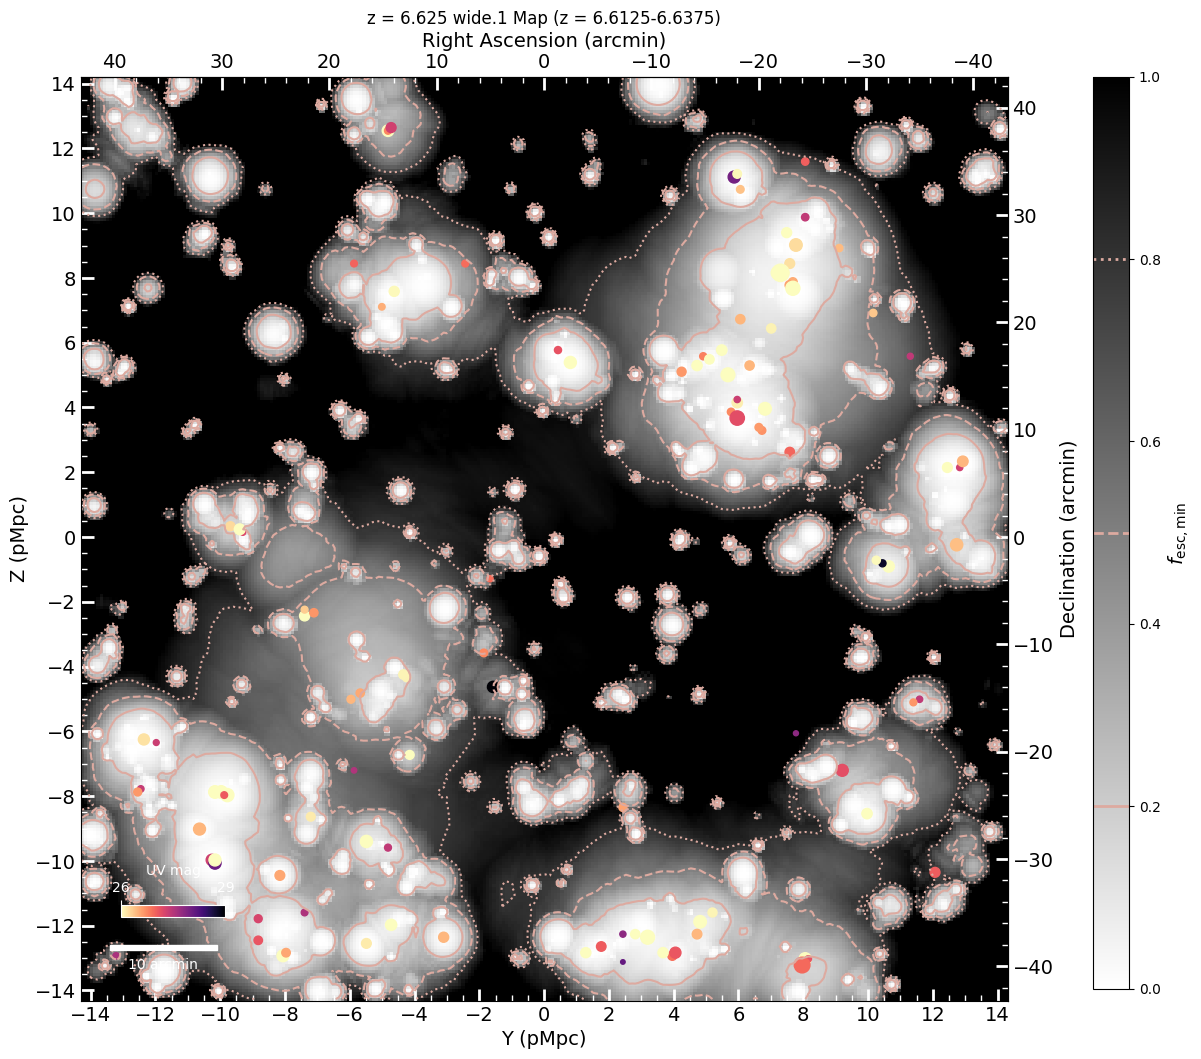 z = 6.625 wide.1 Map (z = 6.6125-6.6375)
Right Ascension (arcmin)
40 30 20 10 0 −10 −20 −30 −40
14 12 10 8 6 4 2 0 −2 −4 −6 −8 −10 −12 −14
Z (pMpc)
40 30 20 10 0 −10 −20 −30 −40
Declination (arcmin)
1.0 0.8 0.6 0.4 0.2 0.0
f_esc,min
UV mag
26 29
10 arcmin
−14 −12 −10 −8 −6 −4 −2 0 2 4 6 8 10 12 14
Y (pMpc)